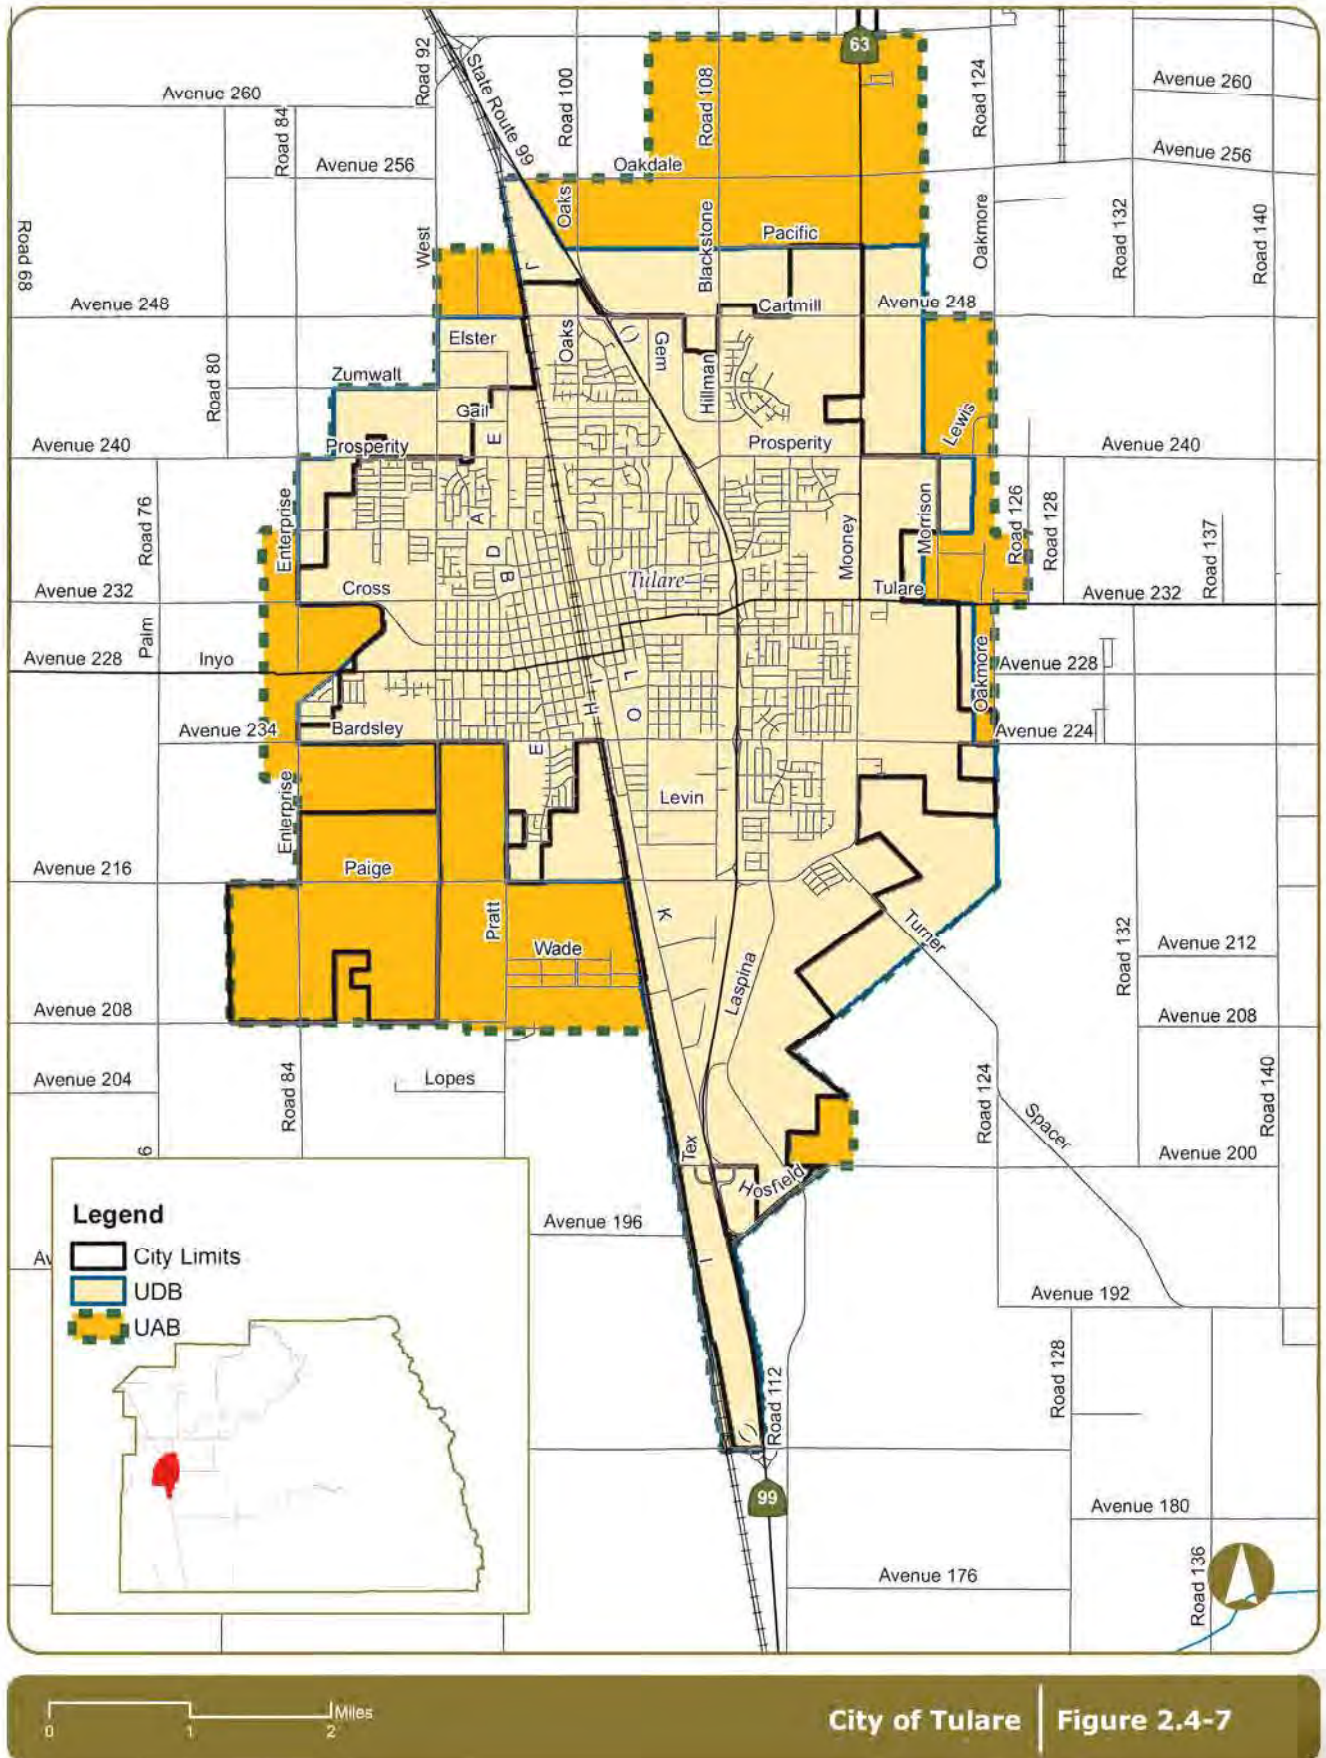 63
Road 92
State Route 99
Road 100
Road 108
Road 124
Avenue 260
Avenue 260
Road 84
Avenue 256
Oakdale
Avenue 256
Road 68
West
Oaks
Blackstone
Pacific
Oakmore
Road 132
Road 140
J
Avenue 248
Cartmill
Avenue 248
Elster
Oaks
Gem
Hillman
Road 80
Zumwalt
Gail
E
Lewis
Avenue 240
Prosperity
Prosperity
Avenue 240
Road 76
Enterprise
A
D
B
Mooney
Morrison
Road 126
Road 128
Road 137
Tulare
Avenue 232
Cross
Tulare
Avenue 232
Palm
Avenue 228
Inyo
I
L
Oakmore
Avenue 228
H
O
Avenue 234
Bardsley
E
Avenue 224
Enlerprise
Levin
Avenue 216
Paige
Pratt
K
Turner
Wade
Laspina
Road 132
Avenue 212
Avenue 208
Avenue 208
Avenue 204
Road 84
Lopes
Road 124
Spacer
Road 140
6
Tex
Avenue 200
Hosfield
Avenue 196
I
Av
Legend
City Limits
UDB
UAB
Avenue 192
Road 112
Road 128
99
Avenue 180
Avenue 176
Road 136
Miles
0 1 2
City of Tulare Figure 2.4-7